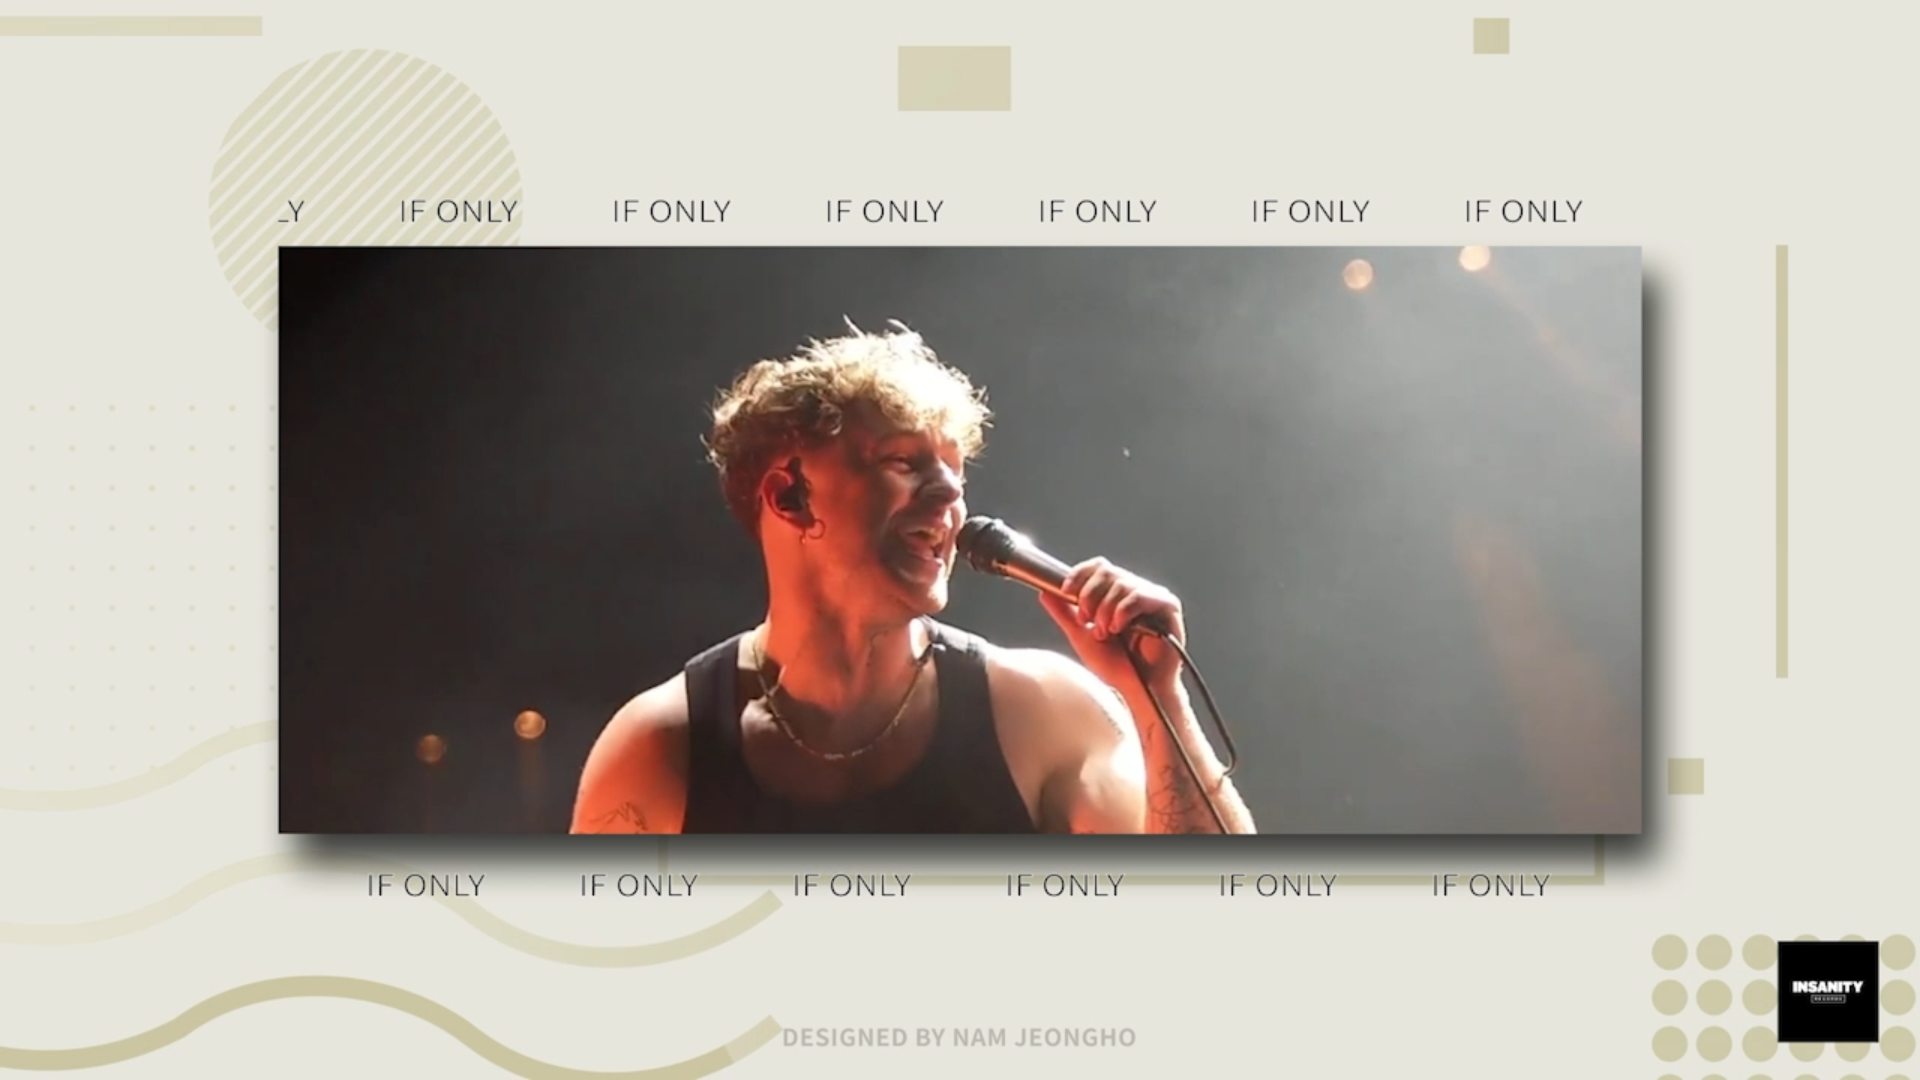 LY IF ONLY IF ONLY IF ONLY IF ONLY IF ONLY IF ONLY
IF ONLY IF ONLY IF ONLY IF ONLY IF ONLY IF ONLY
INSANITY
RECORDS
DESIGNED BY NAM JEONGHO